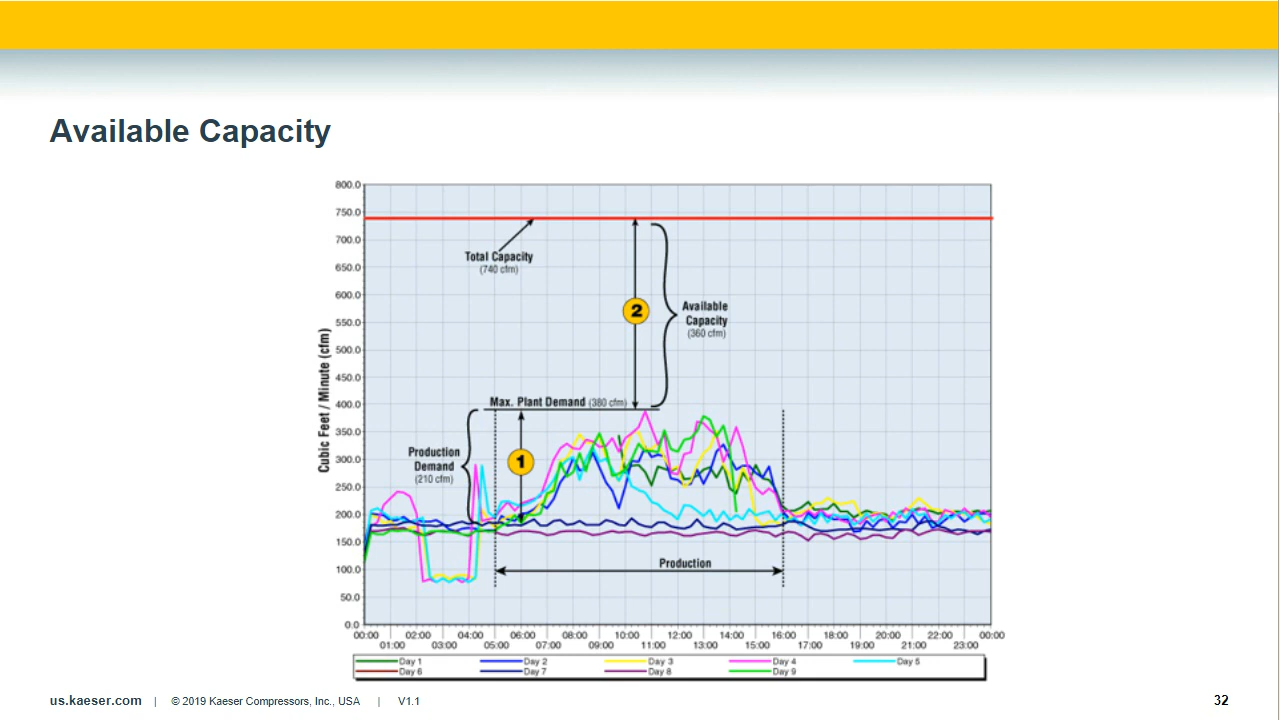 Available Capacity
800.0
750.0
700.0
650.0
600.0
550.0
500.0
450.0
400.0
350.0
300.0
250.0
200.0
150.0
100.0
50.0
0.0
Cubic Feet / Minute (cfm)
Total Capacity
(740 cfm)
2
Available
Capacity
(360 cfm)
Max. Plant Demand (380 cfm)
Production
Demand
(210 cfm)
1
Production
00:00 02:00 04:00 06:00 08:00 10:00 12:00 14:00 16:00 18:00 20:00 22:00 00:00
01:00 03:00 05:00 07:00 09:00 11:00 13:00 15:00 17:00 19:00 21:00 23:00
Day 1 Day 2 Day 3 Day 4 Day 5
Day 6 Day 7 Day 8 Day 9
us.kaeser.com | © 2019 Kaeser Compressors, Inc., USA | V1.1
32